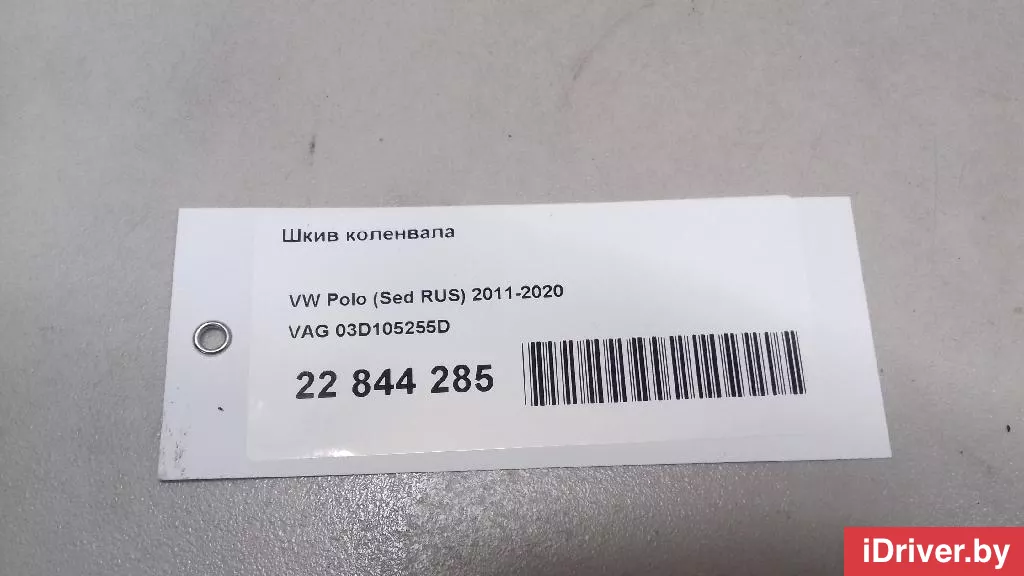 Шкив коленвала
VW Polo (Sed RUS) 2011-2020
VAG 03D105255D
22 844 285
iDriver.by